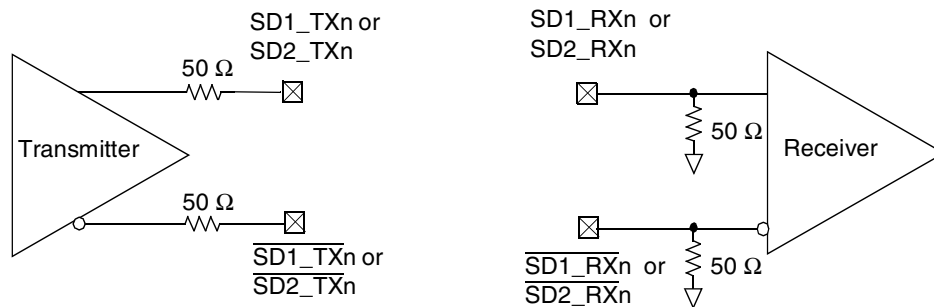 SD1_TXn or
SD2_TXn
50 Ω
Transmitter
50 Ω
SD1_TXn or
SD2_TXn
SD1_RXn or
SD2_RXn
50 Ω
Receiver
SD1_RXn or
SD2_RXn
50 Ω